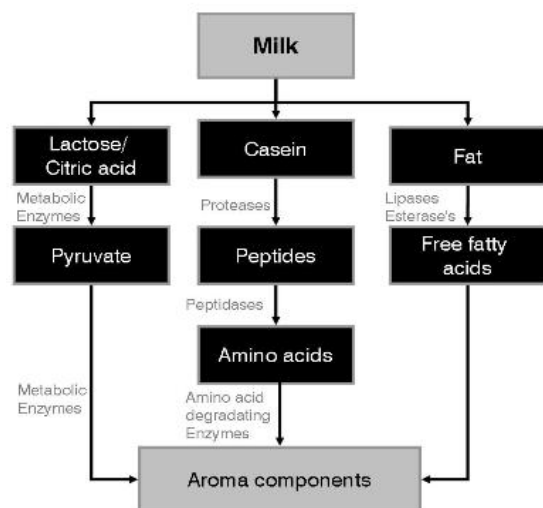 Milk
Lactose/
Citric acid
Casein
Fat
Metabolic
Enzymes
Proteases
Lipases
Esterase's
Pyruvate
Peptides
Free fatty
acids
Peptidases
Amino acids
Metabolic
Enzymes
Amino acid
degrading
Enzymes
Aroma components